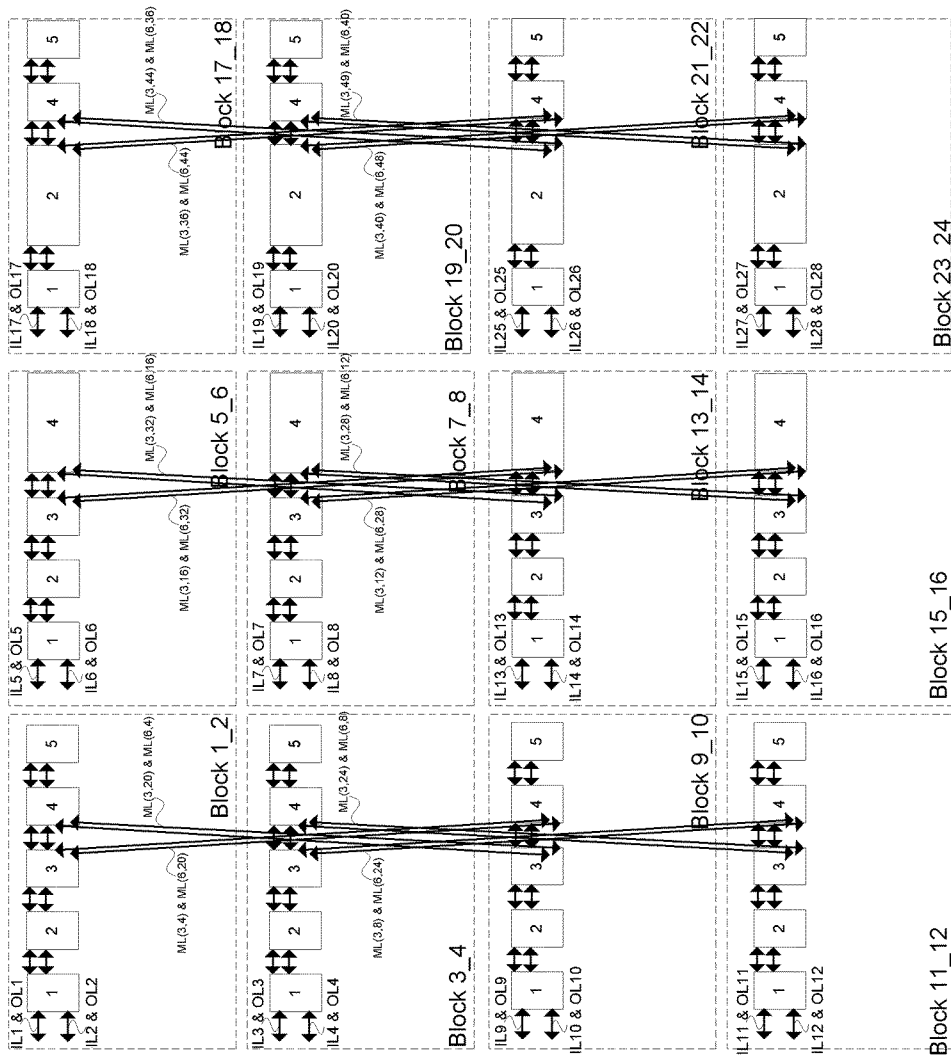 IL17 & OL17
1
2
4
5
IL18 & OL18
ML(3,44) & ML(6,36)
ML(3,36) & ML(6,44)
Block 17_18
IL19 & OL19
1
2
4
5
IL20 & OL20
ML(3,49) & ML(6,40)
ML(3,40) & ML(6,48)
Block 19_20
IL25 & OL25
1
2
4
5
IL26 & OL26
Block 21_22
IL27 & OL27
1
2
4
5
IL28 & OL28
Block 23_24
IL5 & OL5
1
2
3
4
IL6 & OL6
ML(3,32) & ML(6,16)
ML(3,16) & ML(6,32)
Block 5_6
IL7 & OL7
1
2
3
4
IL8 & OL8
ML(3,28) & ML(6,12)
ML(3,12) & ML(6,28)
Block 7_8
IL13 & OL13
1
2
3
4
IL14 & OL14
Block 13_14
IL15 & OL15
1
2
3
4
IL16 & OL16
Block 15_16
IL1 & OL1
1
2
3
4
5
IL2 & OL2
ML(3,20) & ML(6,4)
ML(3,4) & ML(6,20)
Block 1_2
IL3 & OL3
1
2
3
4
5
IL4 & OL4
ML(3,24) & ML(6,8)
ML(3,8) & ML(6,24)
Block 3_4
IL9 & OL9
1
2
3
4
5
IL10 & OL10
Block 9_10
IL11 & OL11
1
2
3
4
5
IL12 & OL12
Block 11_12